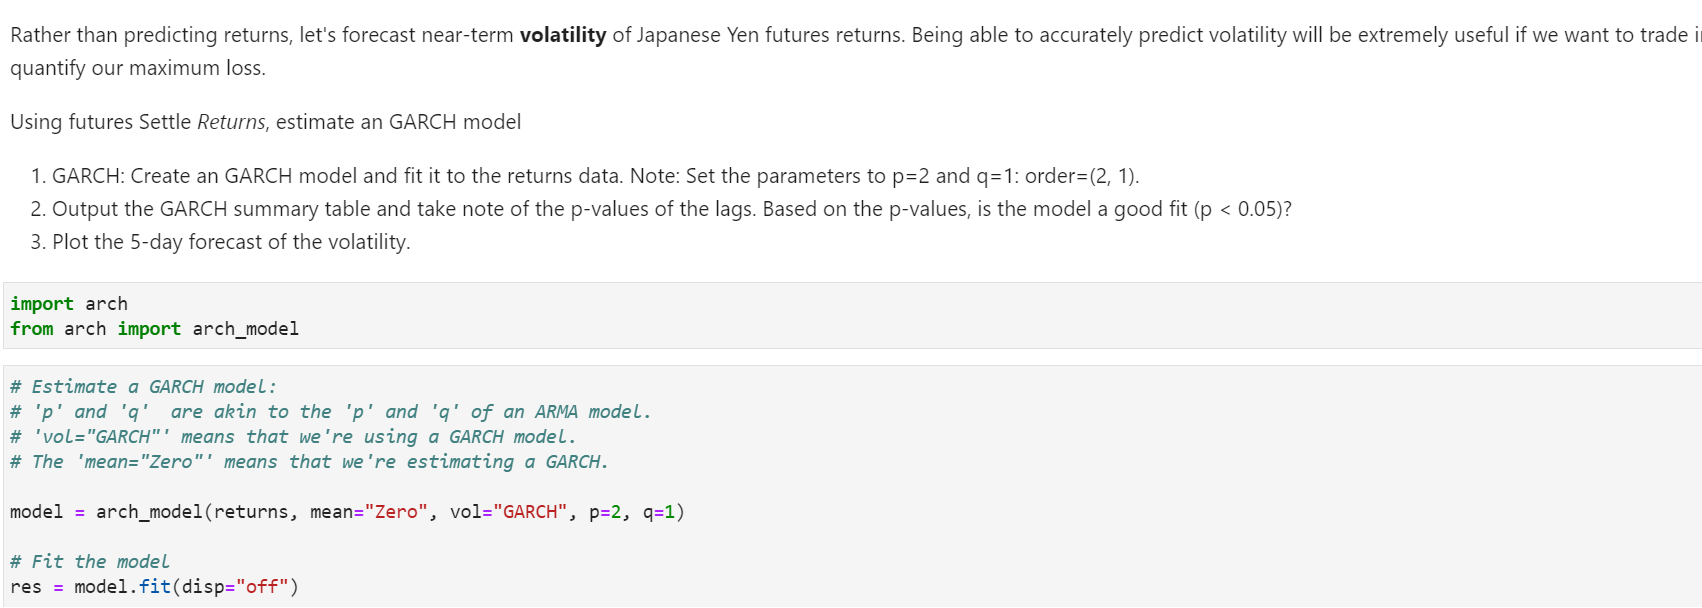 Rather than predicting returns, let's forecast near-term volatility of Japanese Yen futures returns. Being able to accurately predict volatility will be extremely useful if we want to trade
quantify our maximum loss.
Using futures Settle Returns, estimate an GARCH model
1. GARCH: Create an GARCH model and fit it to the returns data. Note: Set the parameters to p=2 and q=1: order=(2, 1).
2. Output the GARCH summary table and take note of the p-values of the lags. Based on the p-values, is the model a good fit (p < 0.05)?
3. Plot the 5-day forecast of the volatility.
import arch
from arch import arch_model
# Estimate a GARCH model:
# 'p' and 'q'  are akin to the 'p' and 'q' of an ARMA model.
# 'vol="GARCH"' means that we're using a GARCH model.
# The 'mean="Zero"' means that we're estimating a GARCH.
model = arch_model(returns, mean="Zero", vol="GARCH", p=2, q=1)
# Fit the model
res = model.fit(disp="off")